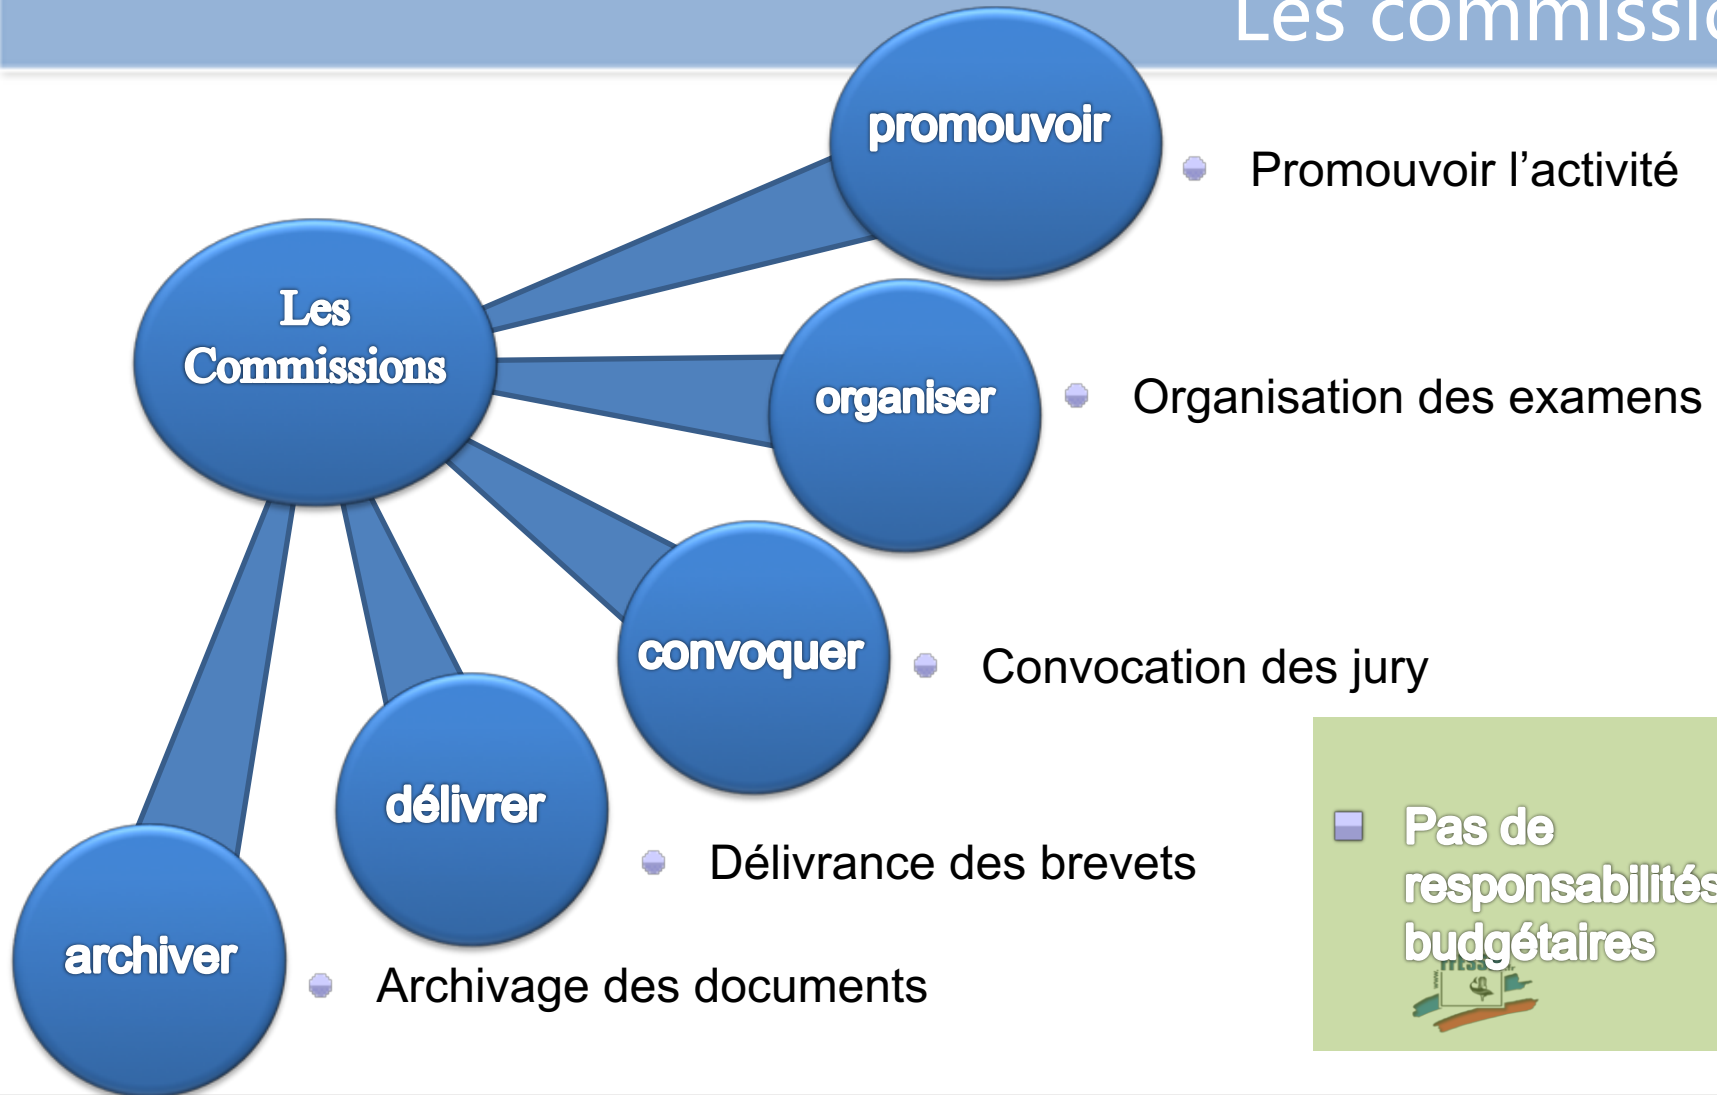 Les commissio
promouvoir
Promouvoir l’activité
Les
Commissions
organiser
Organisation des examens
convoquer
Convocation des jury
délivrer
Délivrance des brevets
Pas de
responsabilités
budgétaires
archiver
Archivage des documents